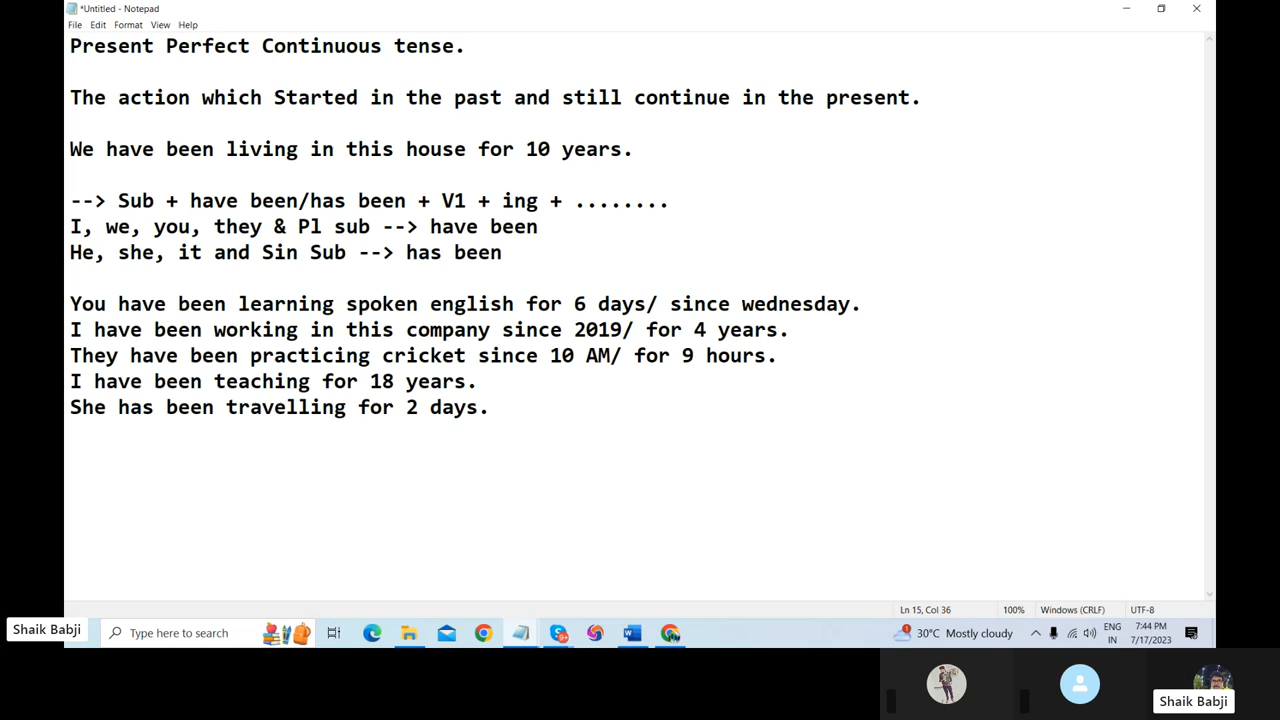 *Untitled - Notepad
File Edit Format View Help
Present Perfect Continuous tense.
The action which Started in the past and still continue in the present.
We have been living in this house for 10 years.
--> Sub + have been/has been + V1 + ing + ........
I, we, you, they & Pl sub --> have been
He, she, it and Sin Sub --> has been
You have been learning spoken english for 6 days/ since wednesday.
I have been working in this company since 2019/ for 4 years.
They have been practicing cricket since 10 AM/ for 9 hours.
I have been teaching for 18 years.
She has been travelling for 2 days.
Ln 15, Col 36 100% Windows (CRLF) UTF-8
Shaik Babji
Type here to search
30°C Mostly cloudy
ENG
IN
7:44 PM
7/17/2023
Shaik Babji